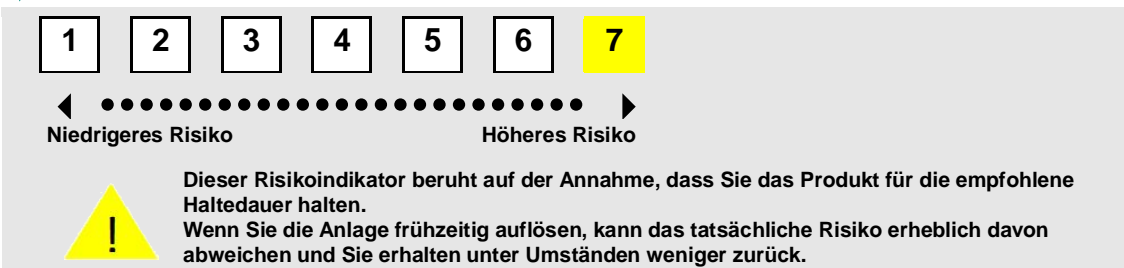 1 2 3 4 5 6 7
Niedrigeres Risiko Höheres Risiko
Dieser Risikoindikator beruht auf der Annahme, dass Sie das Produkt für die empfohlene
Haltedauer halten.
Wenn Sie die Anlage frühzeitig auflösen, kann das tatsächliche Risiko erheblich davon
abweichen und Sie erhalten unter Umständen weniger zurück.
!